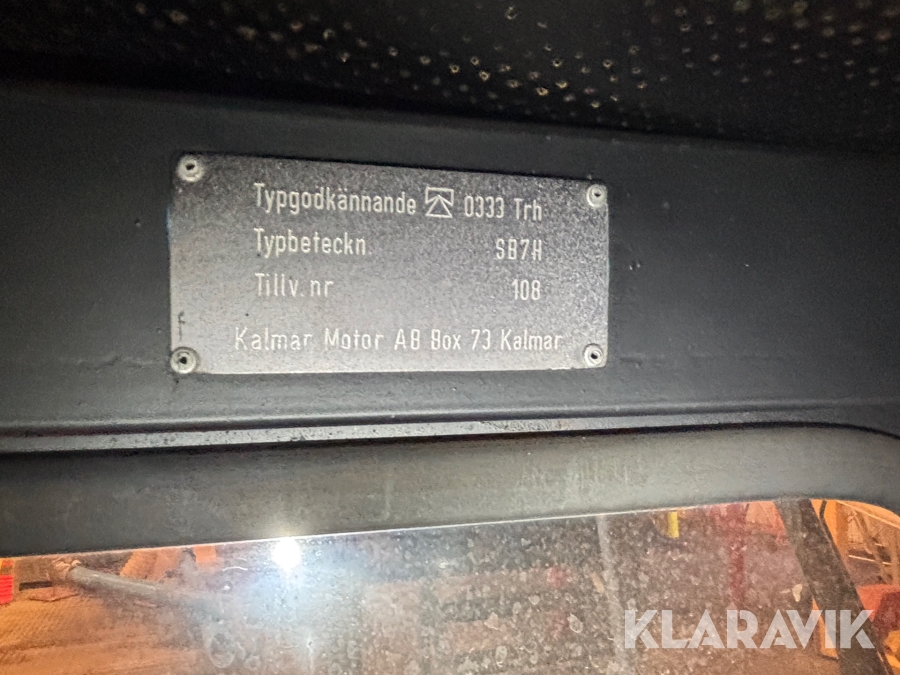 Typgodkännande 0333 Trh
Typbeteckn. SB7H
Tillv.nr 108
Kalmar Motor AB Box 73 Kalmar
KLARAVIK